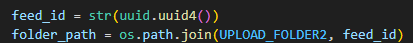 feed_id = str(uuid.uuid4())
folder_path = os.path.join(UPLOAD_FOLDER2, feed_id)